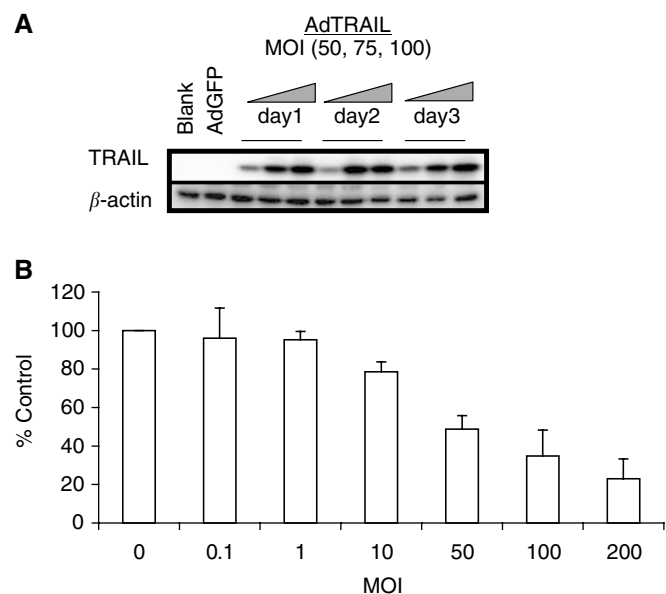 A
AdTRAIL
MOI (50, 75, 100)
Blank
AdGFP
day1 day2 day3
TRAIL
β-actin
B
% Control
120
100
80
60
40
20
0
0 0.1 1 10 50 100 200
MOI